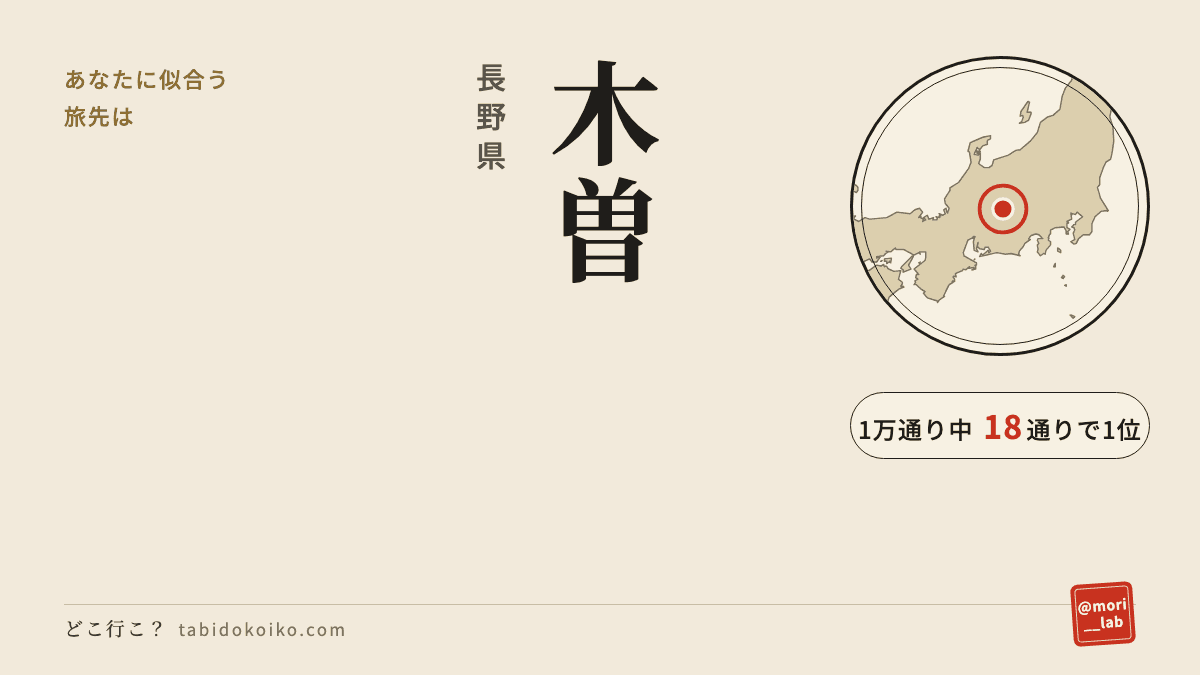 あなたに似合う
旅先は
木曽
長野県
1万通り中 18通りで1位
どこ行こ？ tabidokoiko.com
@mori
__lab